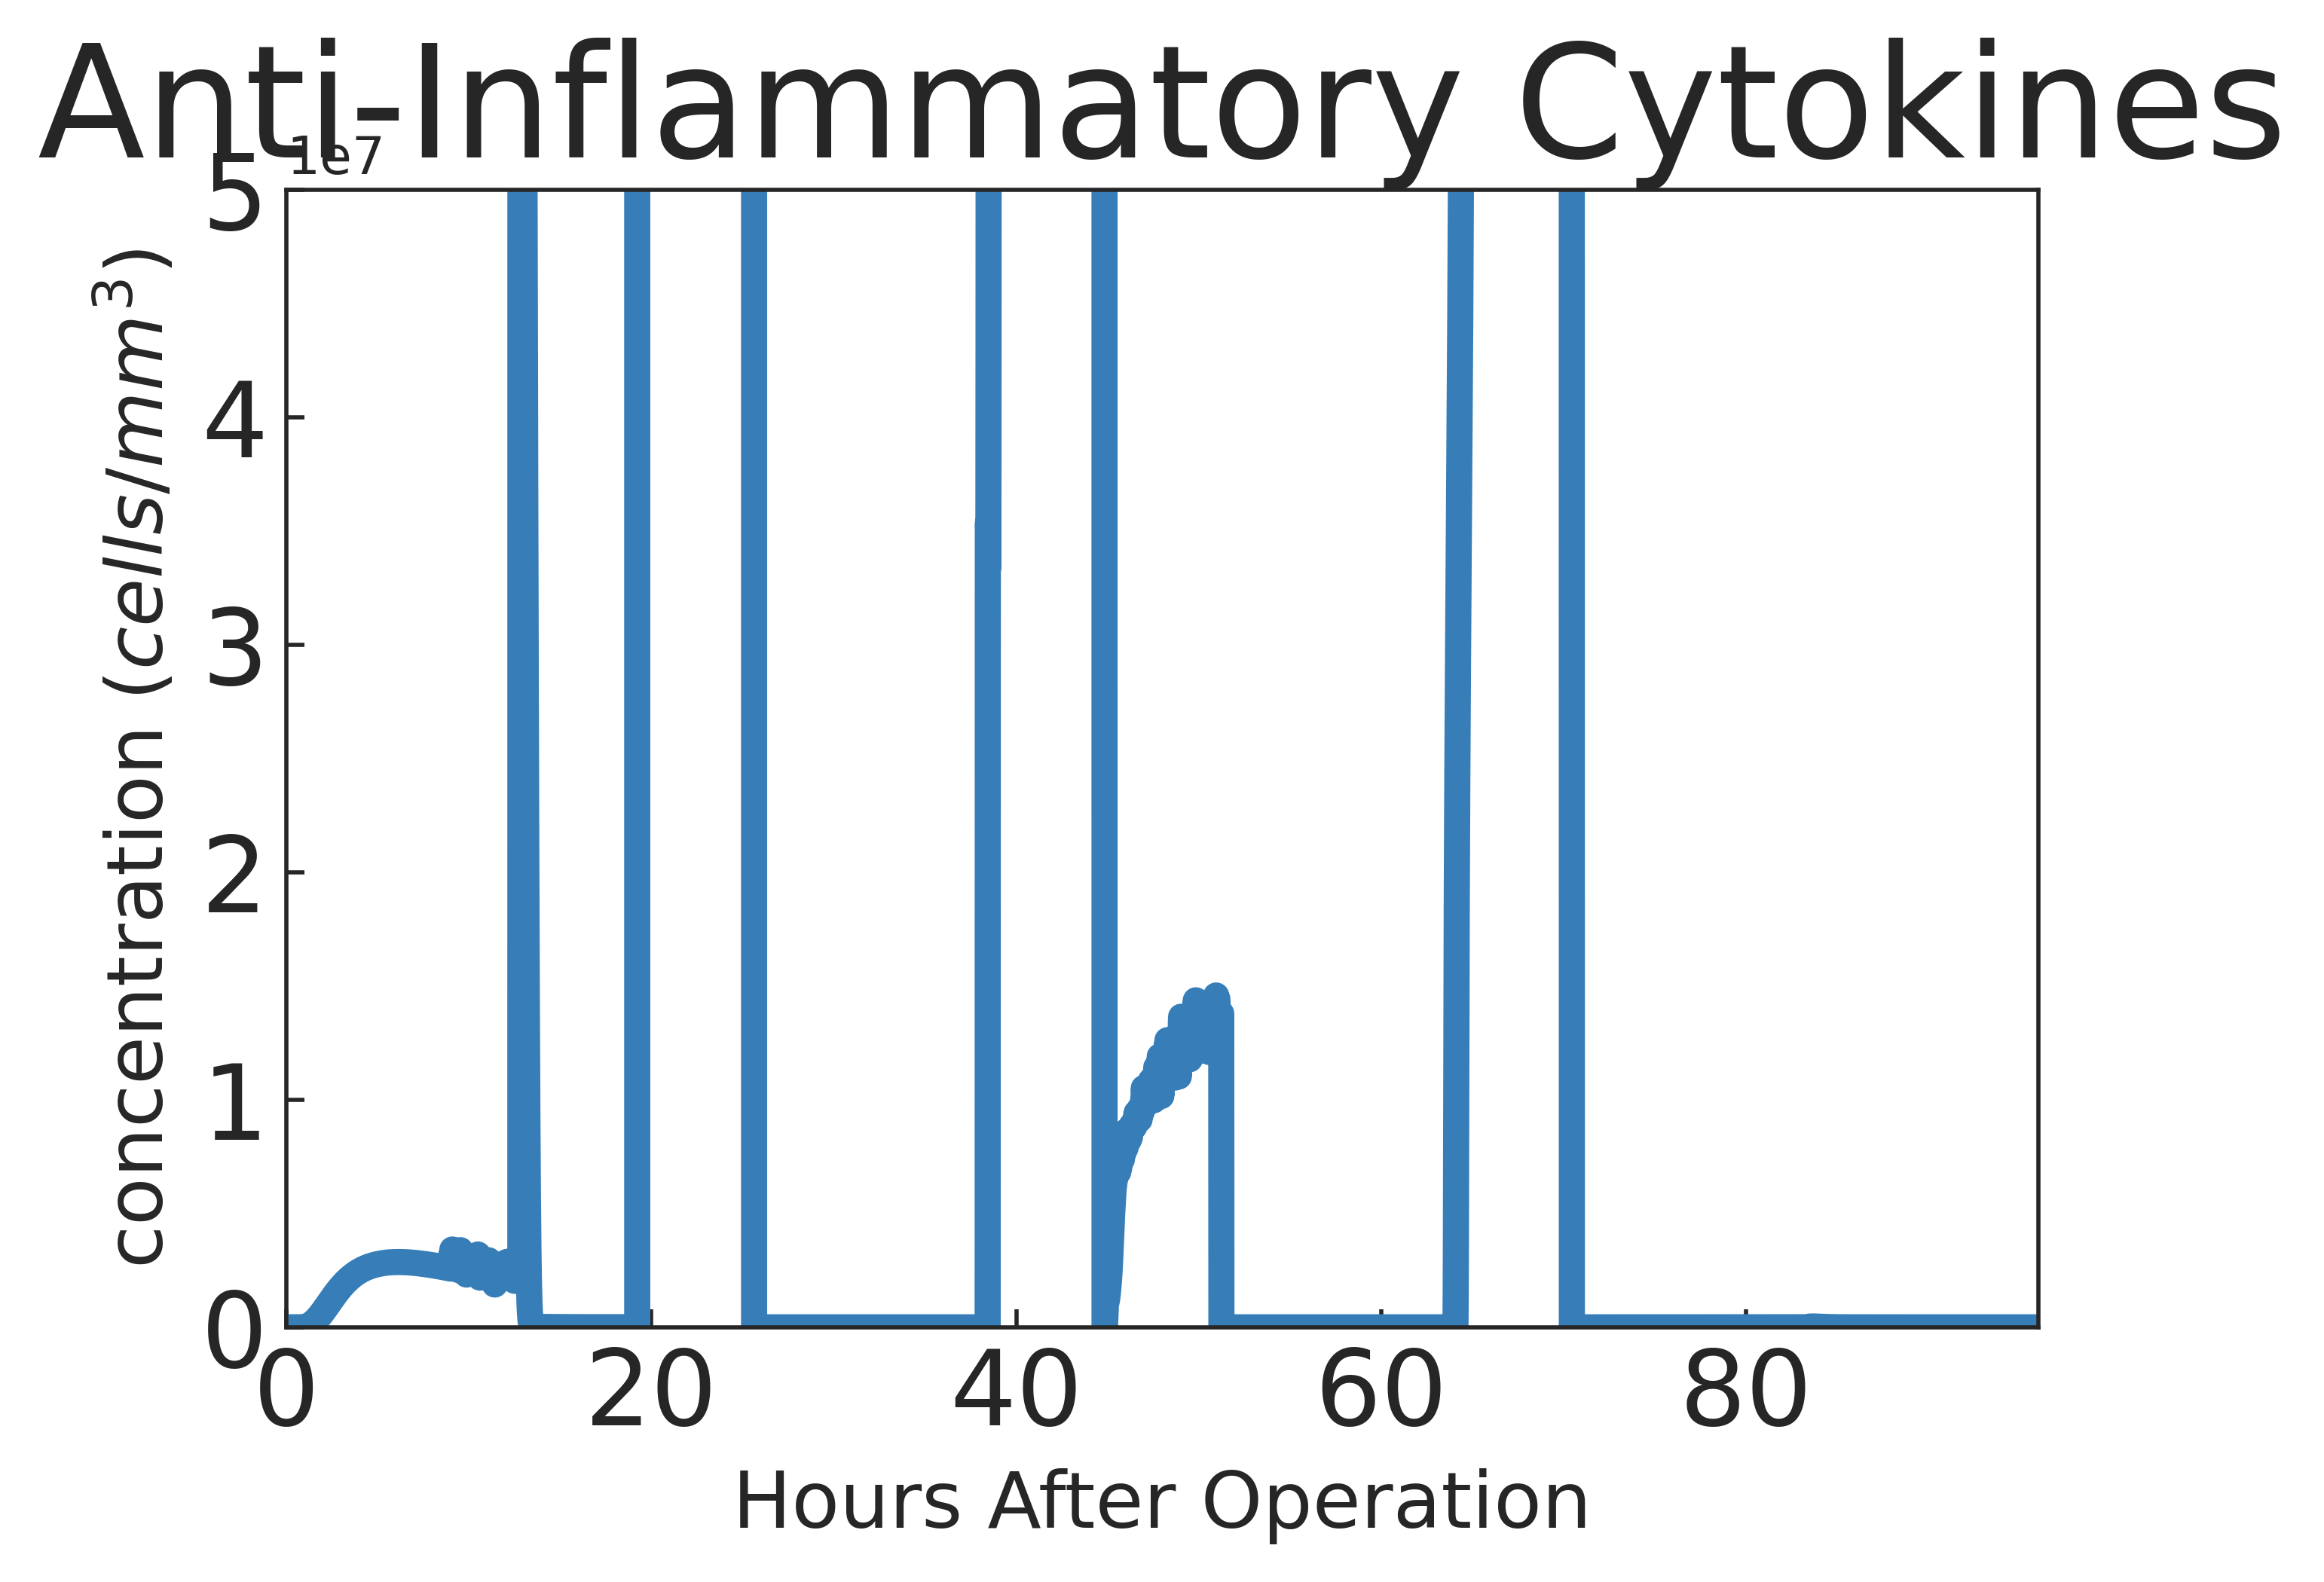 Anti-Inflammatory Cytokines
1e7
5
4
3
2
1
0
concentration (cells/mm³)
0 20 40 60 80
Hours After Operation